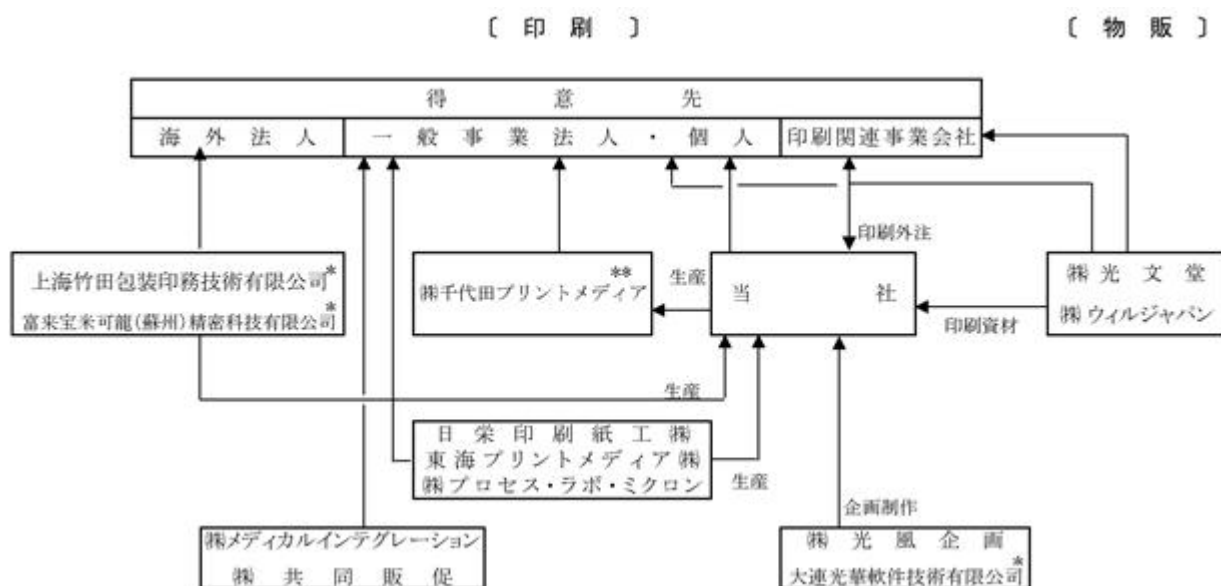 〔 印 刷 〕
〔 物 販 〕
得 意 先
海 外 法 人
一 般 事 業 法 人 ・ 個 人
印刷関連事業会社
印刷外注
上海竹田包装印務技術有限公司*
富来宝米可龍(蘇州)精密科技有限公司*
**
㈱千代田プリントメディア
生産
当 社
㈱ 光 文 堂
㈱ ウィルジャパン
印刷資材
生産
日 栄 印 刷 紙 工 ㈱
東 海 プリントメディア ㈱
㈱プロセス・ラボ・ミクロン
生産
企画制作
㈱メディカルインテグレーション
㈱ 共 同 販 促
㈱ 光 風 企 画
大連光華軟件技術有限公司*